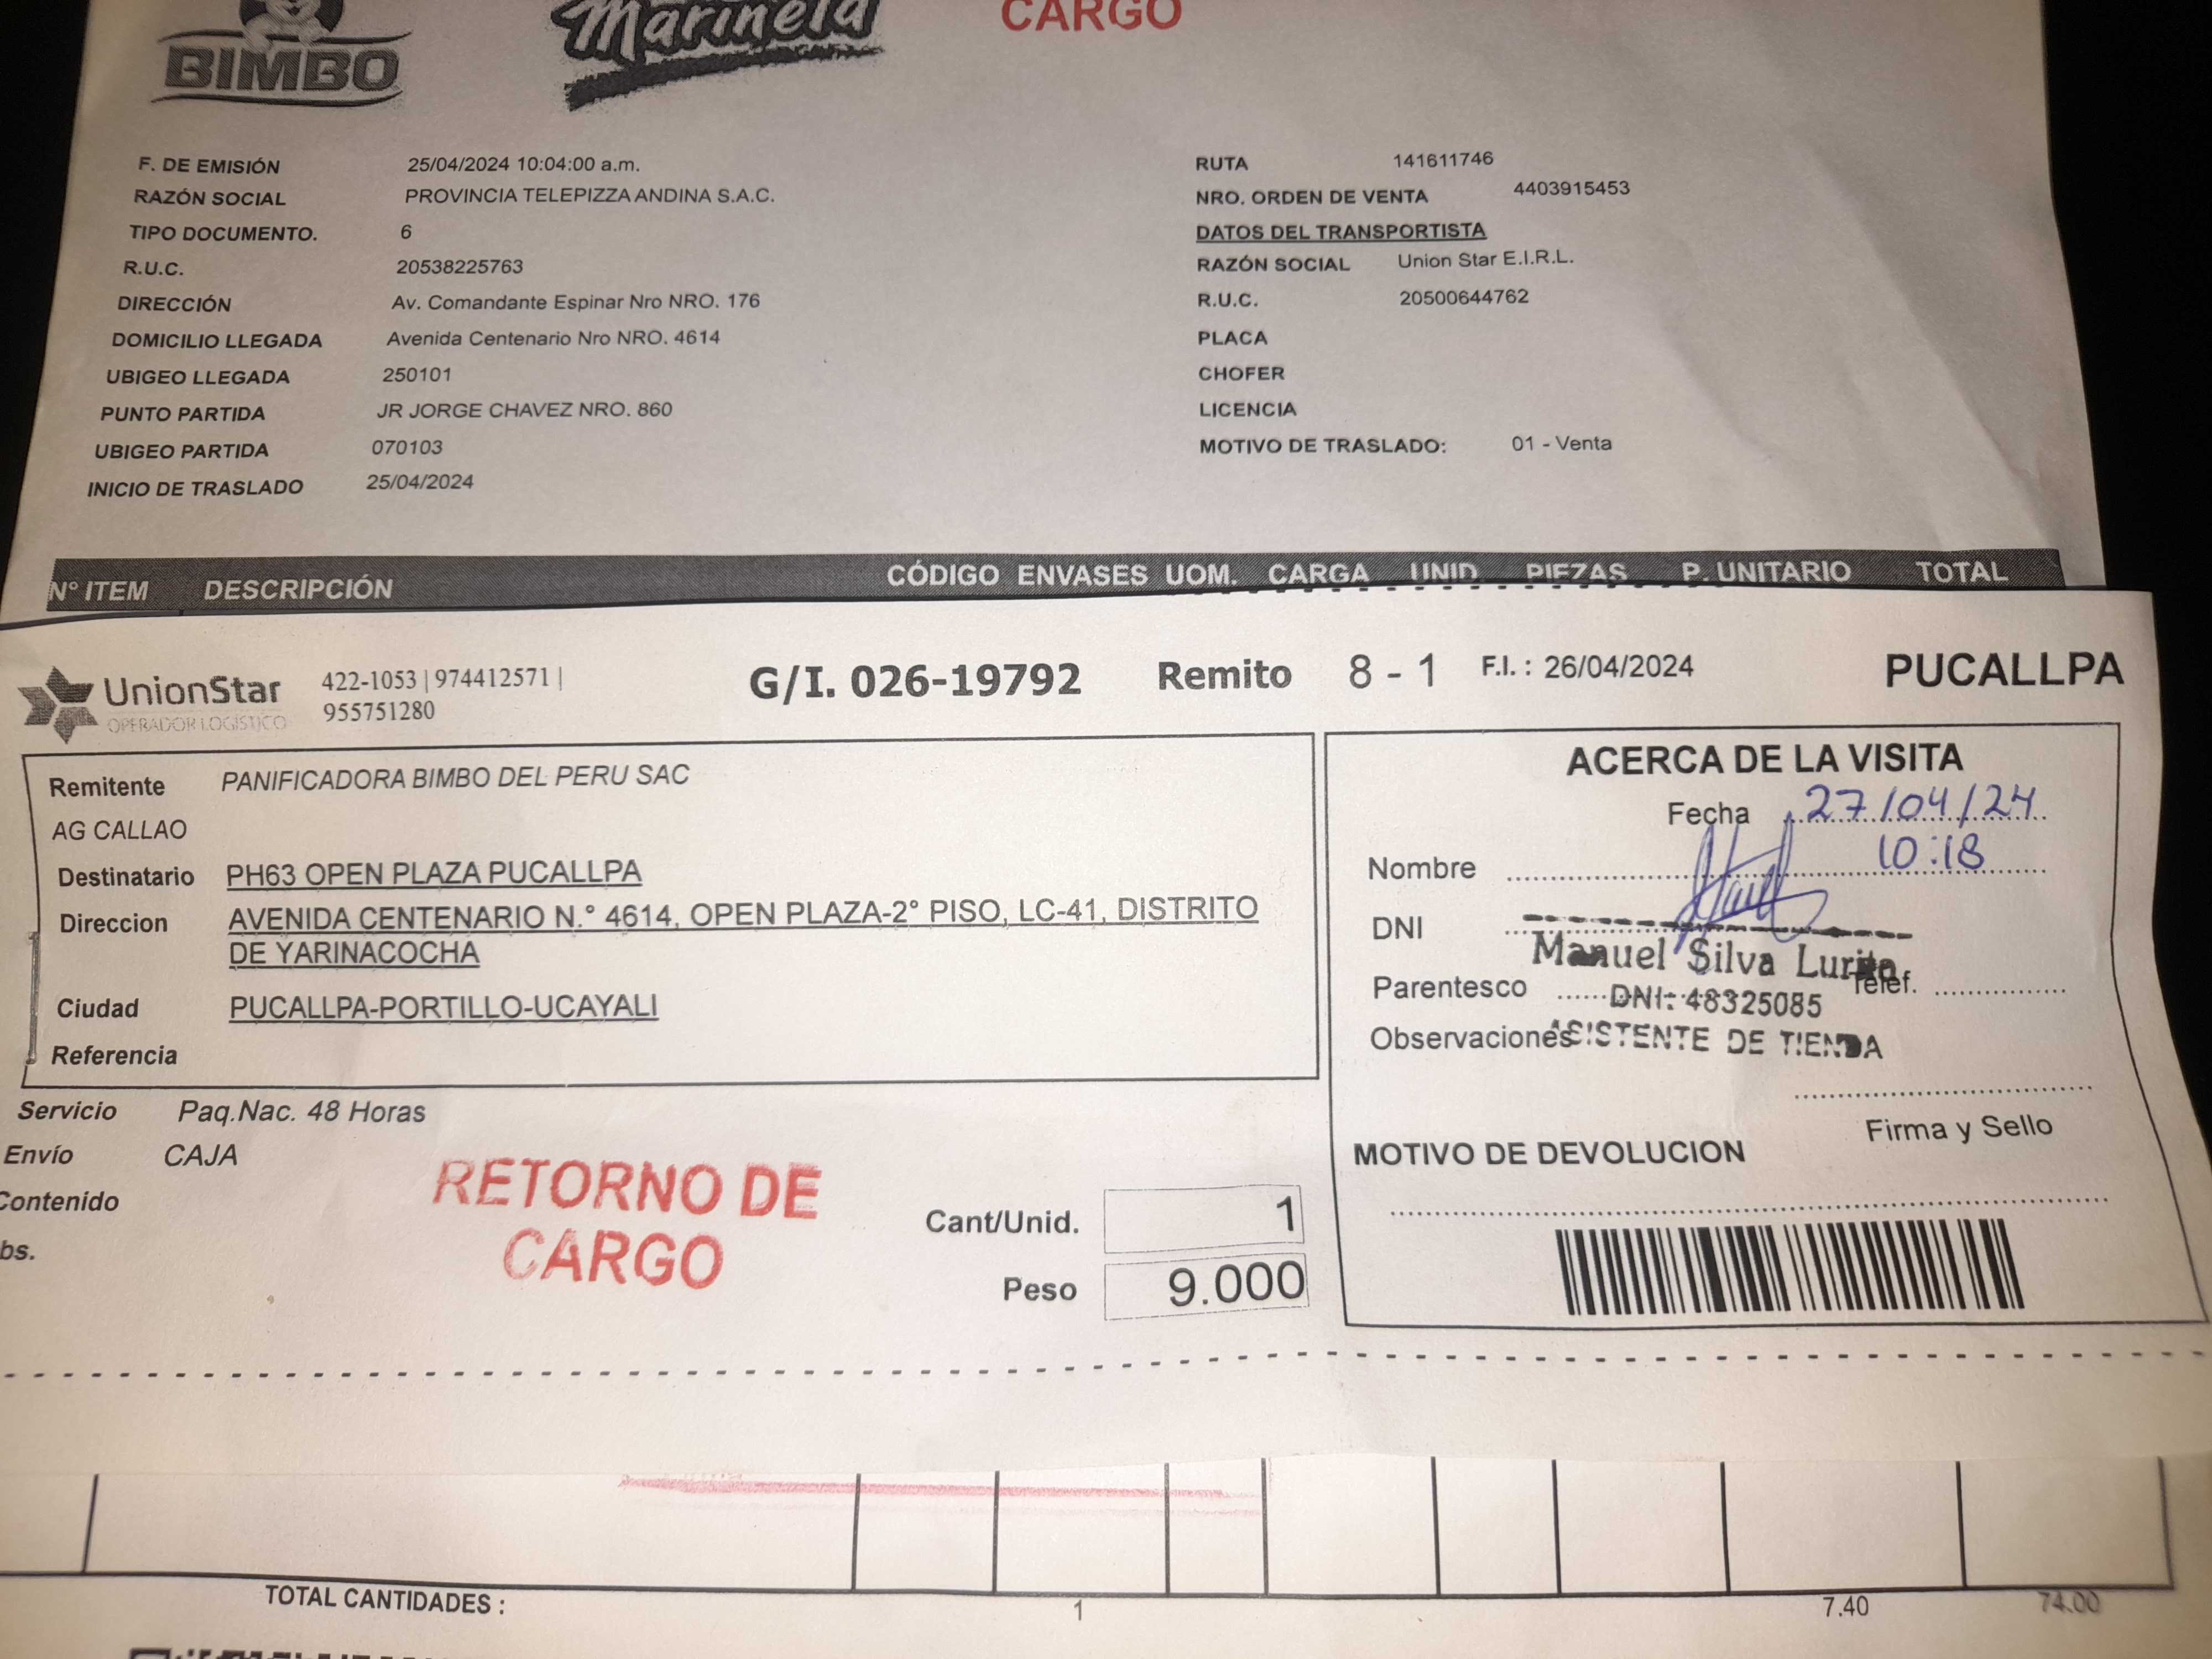 BIMBO
Marinela
CARGO
F. DE EMISIÓN 25/04/2024 10:04:00 a.m.
RAZÓN SOCIAL PROVINCIA TELEPIZZA ANDINA S.A.C.
TIPO DOCUMENTO. 6
R.U.C. 20538225763
DIRECCIÓN Av. Comandante Espinar Nro NRO. 176
DOMICILIO LLEGADA Avenida Centenario Nro NRO. 4614
UBIGEO LLEGADA 250101
PUNTO PARTIDA JR JORGE CHAVEZ NRO. 860
UBIGEO PARTIDA 070103
INICIO DE TRASLADO 25/04/2024
RUTA 141611746
NRO. ORDEN DE VENTA 4403915453
DATOS DEL TRANSPORTISTA
RAZÓN SOCIAL Union Star E.I.R.L.
R.U.C. 20500644762
PLACA
CHOFER
LICENCIA
MOTIVO DE TRASLADO: 01 - Venta
N° ITEM DESCRIPCIÓN CÓDIGO ENVASES UOM. CARGA UNID PIEZAS P. UNITARIO TOTAL
UnionStar
OPERADOR LOGÍSTICO
422-1053 | 974412571 |
955751280
G/I. 026-19792 Remito 8 - 1 F.I. : 26/04/2024 PUCALLPA
Remitente PANIFICADORA BIMBO DEL PERU SAC
AG CALLAO
Destinatario PH63 OPEN PLAZA PUCALLPA
Direccion AVENIDA CENTENARIO N.° 4614, OPEN PLAZA-2° PISO, LC-41, DISTRITO
DE YARINACOCHA
Ciudad PUCALLPA-PORTILLO-UCAYALI
Referencia
Servicio Paq.Nac. 48 Horas
Envío CAJA
Contenido
bs.
RETORNO DE
CARGO
Cant/Unid. 1
Peso 9.000
ACERCA DE LA VISITA
Fecha 27/04/24
Nombre 10:18
DNI
Manuel Silva
Parentesco DNI: 48325085 Telef.
Observaciones ASISTENTE DE TIENDA
Firma y Sello
MOTIVO DE DEVOLUCION
TOTAL CANTIDADES : 1 7.40 74.00